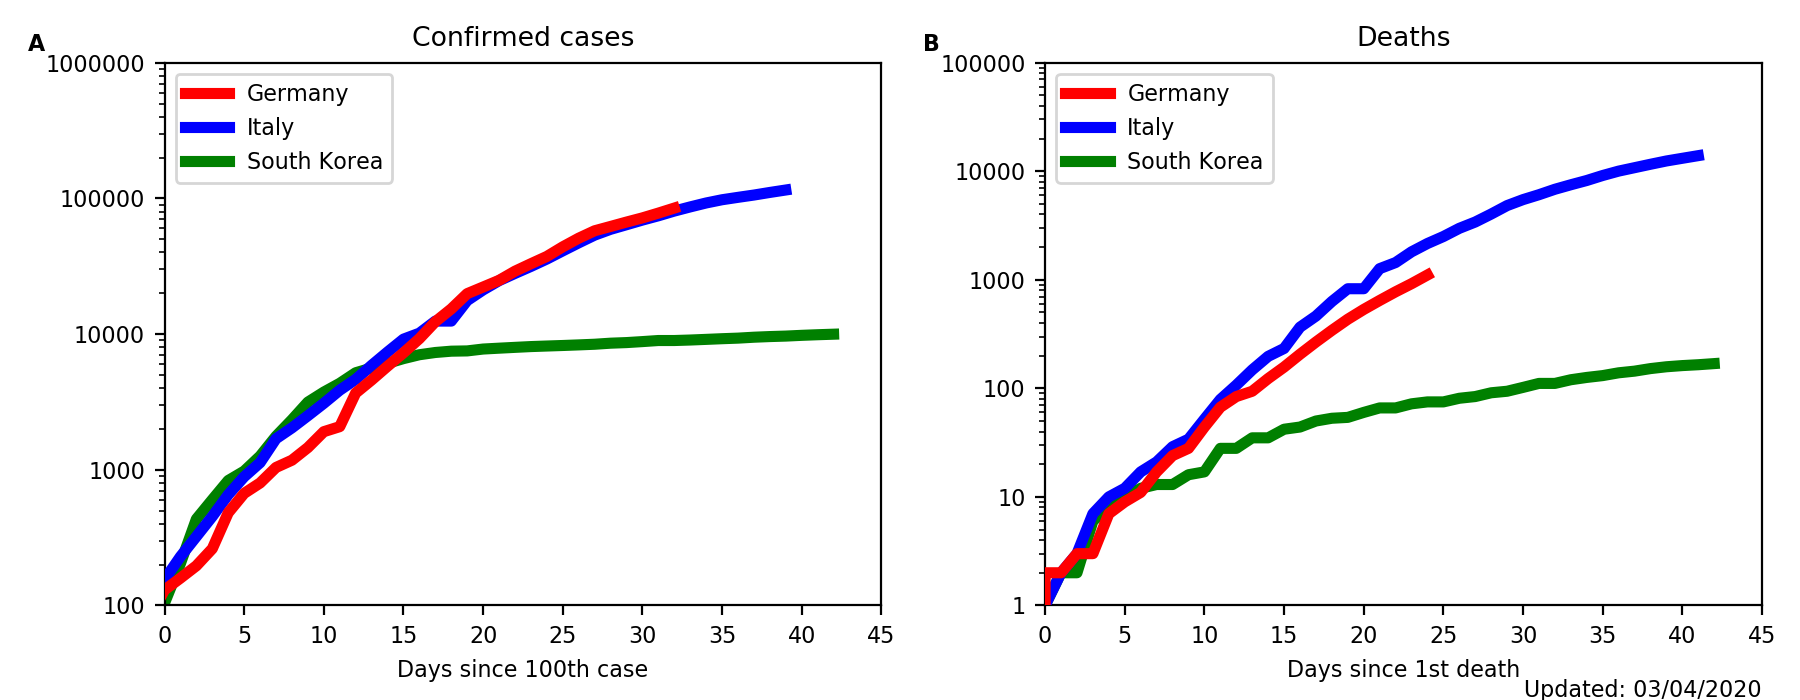 A
Confirmed cases
1000000
100000
10000
1000
100
Germany
Italy
South Korea
0 5 10 15 20 25 30 35 40 45
Days since 100th case
B
Deaths
100000
10000
1000
100
10
1
Germany
Italy
South Korea
0 5 10 15 20 25 30 35 40 45
Days since 1st death
Updated: 03/04/2020